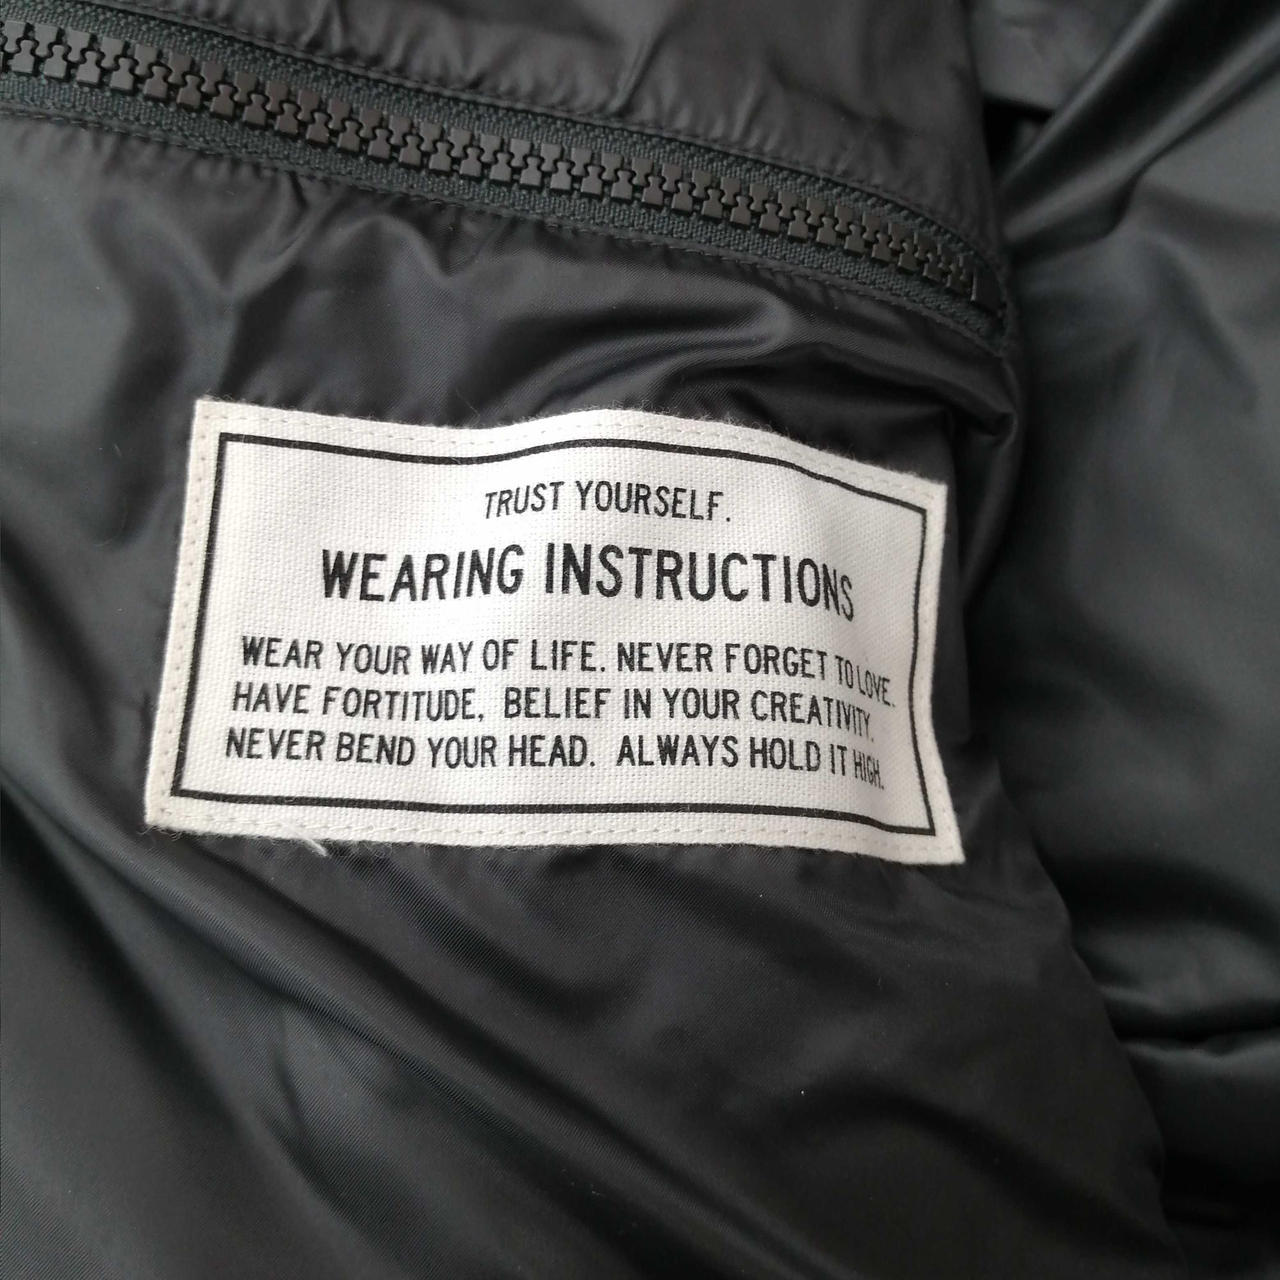 TRUST YOURSELF.
WEARING INSTRUCTIONS
WEAR YOUR WAY OF LIFE. NEVER FORGET TO LOVE.
HAVE FORTITUDE, BELIEF IN YOUR CREATIVITY.
NEVER BEND YOUR HEAD. ALWAYS HOLD IT HIGH.